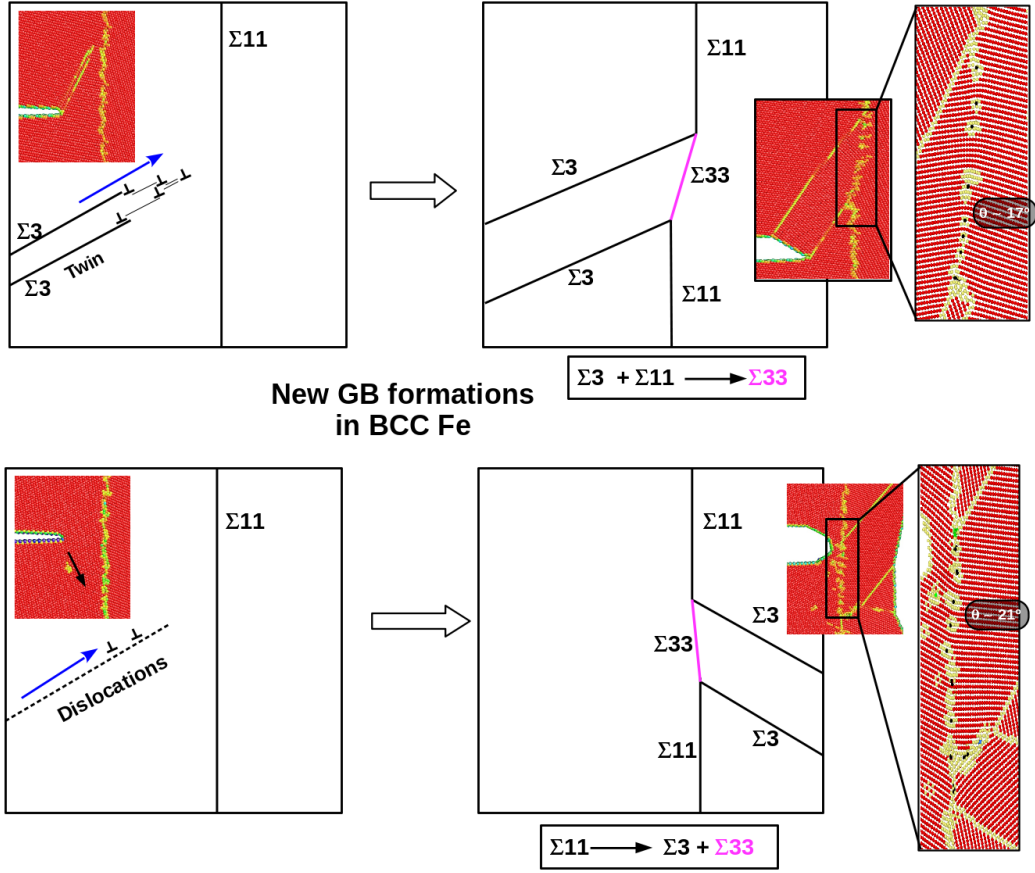 Σ11
Σ3
Σ3
Twin
Σ11
Σ3
Σ33
Σ3
Σ11
θ ~ 17°
Σ3 + Σ11 → Σ33
New GB formations
in BCC Fe
Σ11
Dislocations
Σ11
Σ3
Σ33
Σ3
Σ11
θ ~ 21°
Σ11 → Σ3 + Σ33